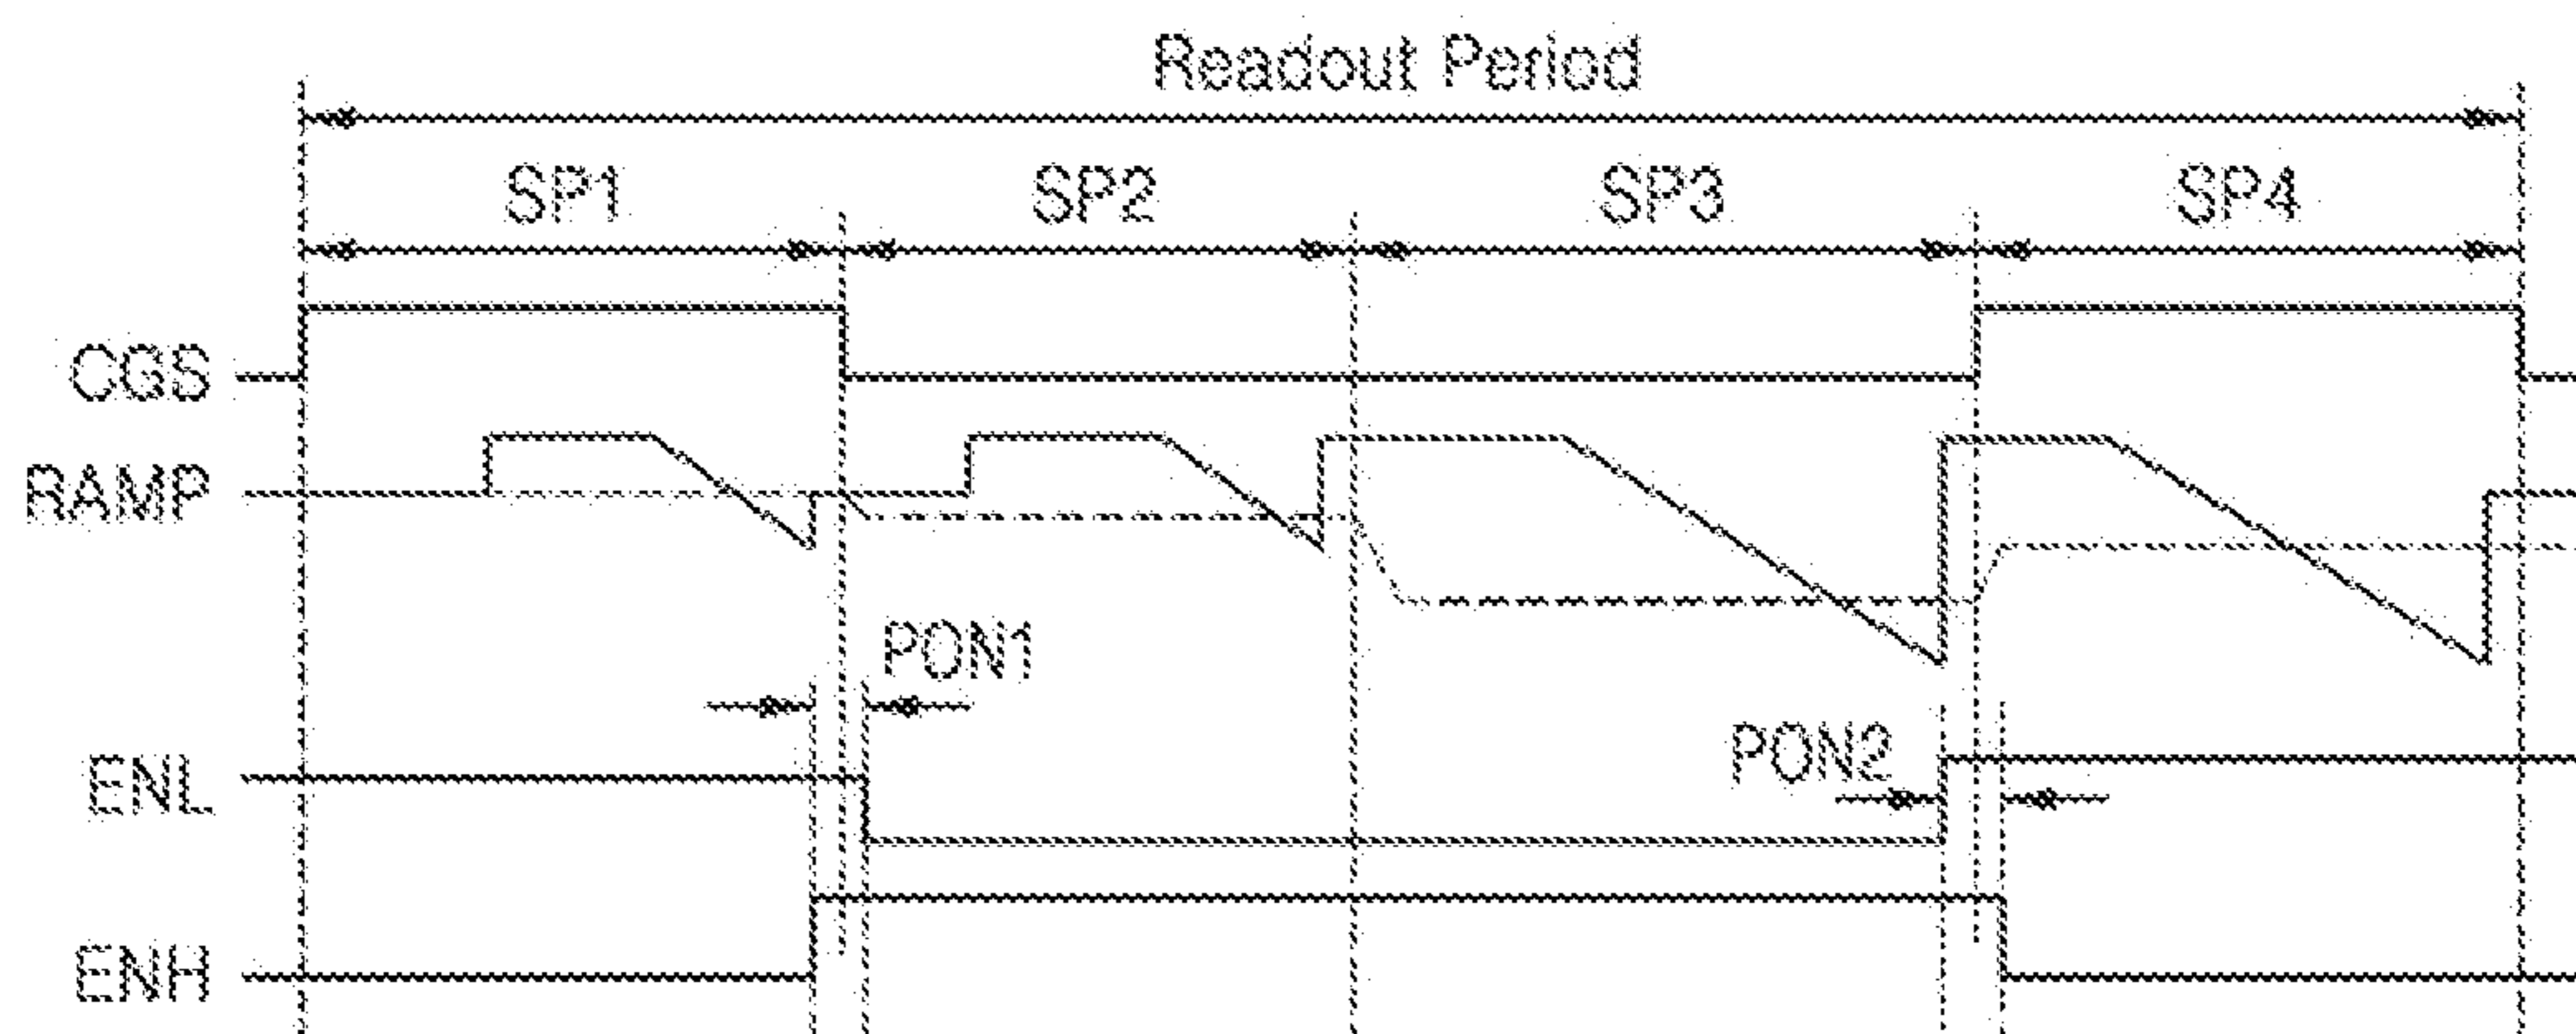 Readout Period
SP1 SP2 SP3 SP4
CGS
RAMP
PON1
PON2
ENL
ENH